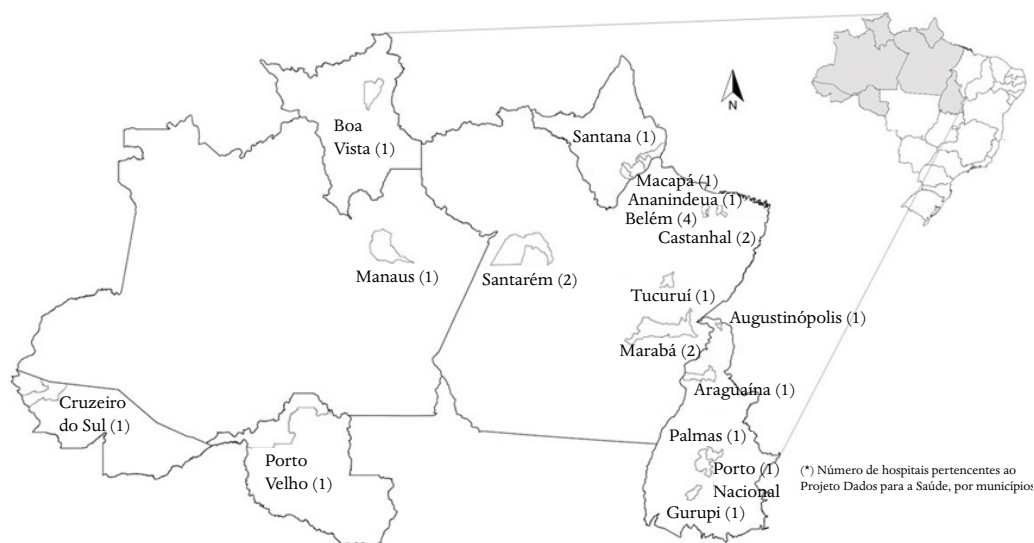 N
Boa
Vista (1)
Santana (1)
Macapá (1)
Ananindeua (1)
Belém (4)
Castanhal (2)
Manaus (1)
Santarém (2)
Tucuruí (1)
Augustinópolis (1)
Marabá (2)
Araguaína (1)
Cruzeiro
do Sul (1)
Palmas (1)
Porto
Velho (1)
Porto (1)
Nacional
Gurupi (1)
(*) Número de hospitais pertencentes ao
Projeto Dados para a Saúde, por municípios